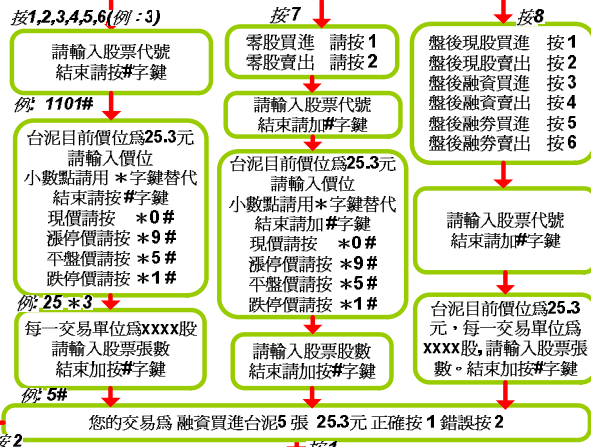 按1,2,3,4,5,6(例：3)
請輸入股票代號
結束請按#字鍵
例: 1101#
台泥目前價位為25.3元
請輸入價位
小數點請用＊字鍵替代
結束請按#字鍵
現價請按 ＊0#
漲停價請按 ＊9#
平盤價請按 ＊5#
跌停價請按 ＊1#
例: 25＊3
每一交易單位為xxxx股
請輸入股票張數
結束加按#字鍵
例: 5#
按7
零股買進 請按1
零股賣出 請按2
請輸入股票代號
結束請加#字鍵
台泥目前價位為25.3元
請輸入價位
小數點請用＊字鍵替代
結束請加#字鍵
現價請按 ＊0#
漲停價請按 ＊9#
平盤價請按 ＊5#
跌停價請按 ＊1#
請輸入股票股數
結束請加按#字鍵
按8
盤後現股買進 按1
盤後現股賣出 按2
盤後融資買進 按3
盤後融資賣出 按4
盤後融券買進 按5
盤後融券賣出 按6
請輸入股票代號
結束請加#字鍵
台泥目前價位為25.3
元，每一交易單位為
xxxx股,請輸入股票張
數。結束加按#字鍵
您的交易為 融資買進台泥5 張 25.3元 正確按 1 錯誤按 2
按2
按1